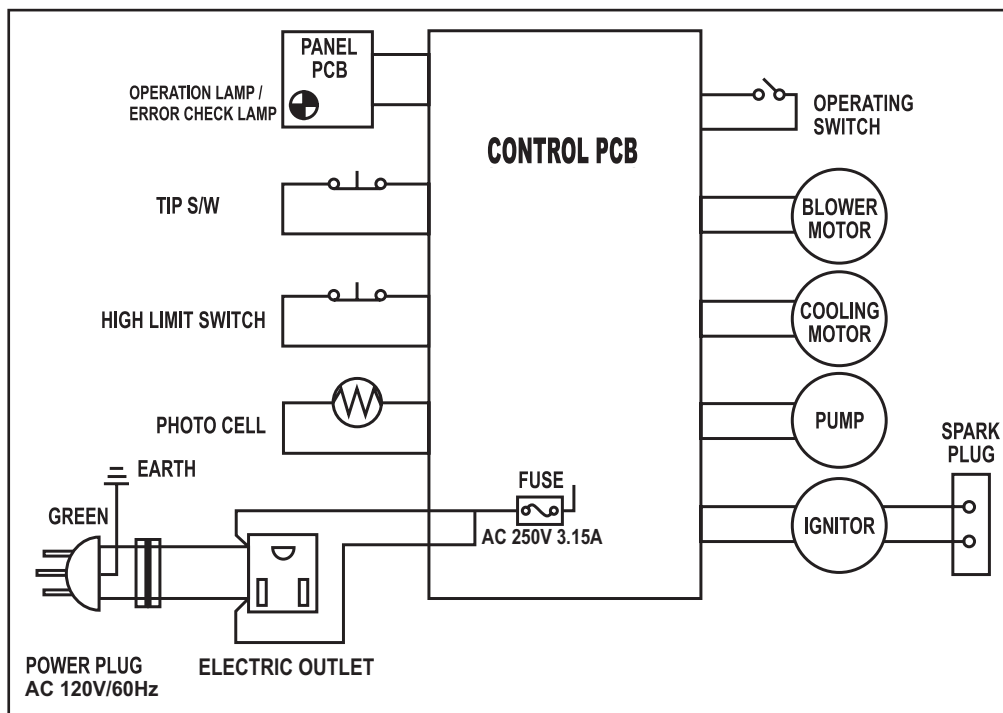 PANEL
PCB
OPERATION LAMP /
ERROR CHECK LAMP
TIP S/W
HIGH LIMIT SWITCH
PHOTO CELL
EARTH
GREEN
POWER PLUG
AC 120V/60Hz
ELECTRIC OUTLET
CONTROL PCB
FUSE
AC 250V 3.15A
OPERATING
SWITCH
BLOWER
MOTOR
COOLING
MOTOR
PUMP
IGNITOR
SPARK
PLUG